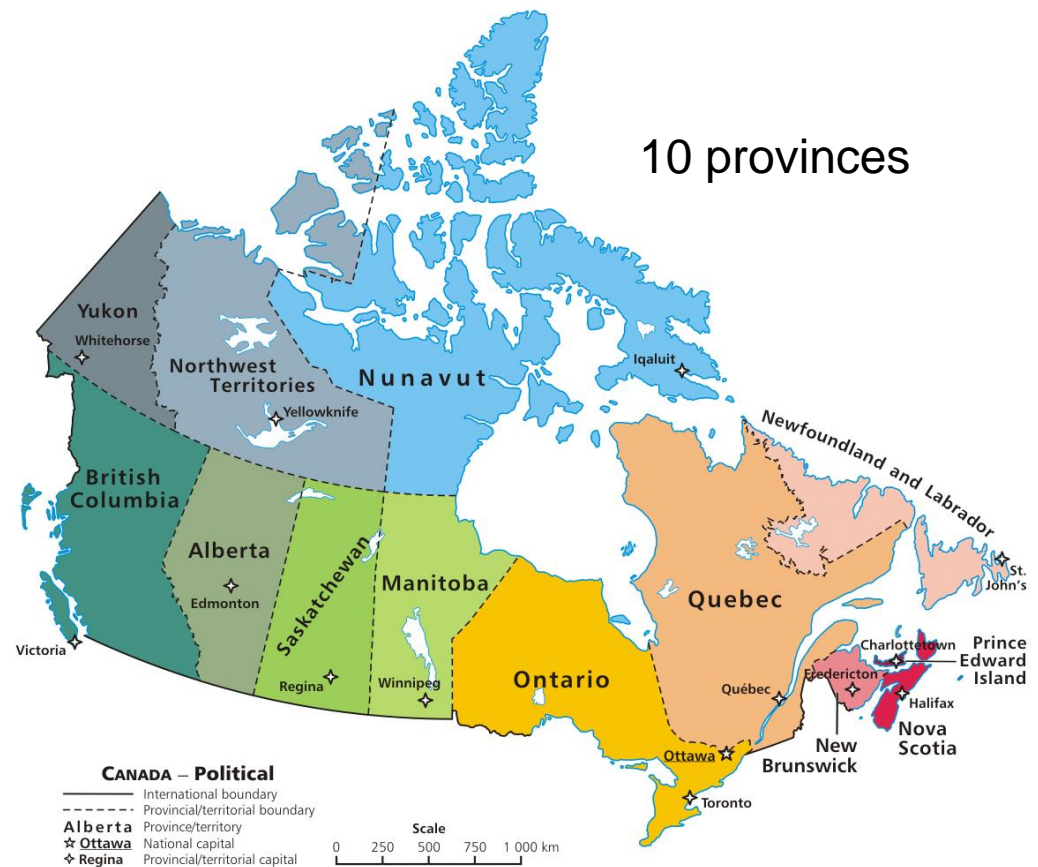 10 provinces
Yukon
Whitehorse
Northwest
Territories
Yellowknife
Nunavut
Iqaluit
British
Columbia
Victoria
Alberta
Edmonton
Saskatchewan
Regina
Manitoba
Winnipeg
Ontario
Ottawa
Toronto
Quebec
Québec
Newfoundland and Labrador
St.
John's
Charlottetown
Prince
Edward
Island
Fredericton
Halifax
Nova
Scotia
New
Brunswick
CANADA – Political
International boundary
Provincial/territorial boundary
Alberta Province/territory
Ottawa National capital
Regina Provincial/territorial capital
Scale
0 250 500 750 1 000 km